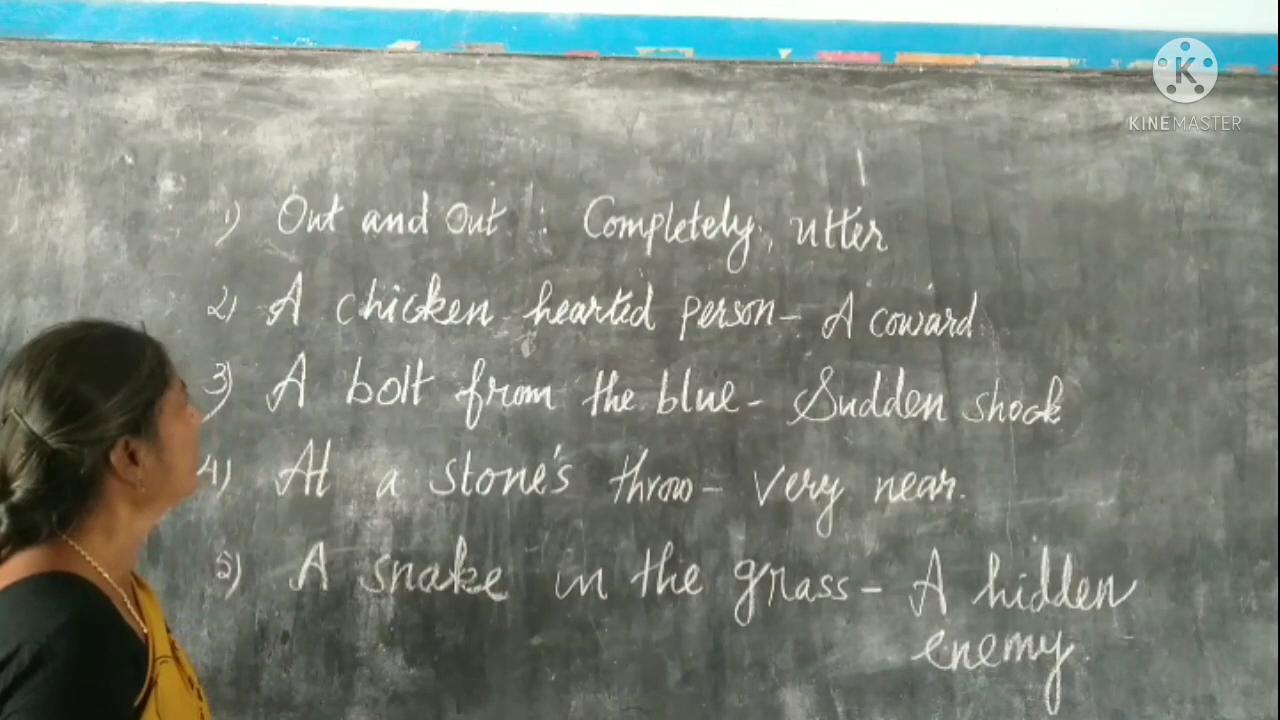 KINEMASTER
1) Out and Out : Completely, utter
2) A chicken hearted person - A coward
3) A bolt from the blue - Sudden shock
4) At a stone's throw - very near.
5) A snake in the grass - A hidden
enemy